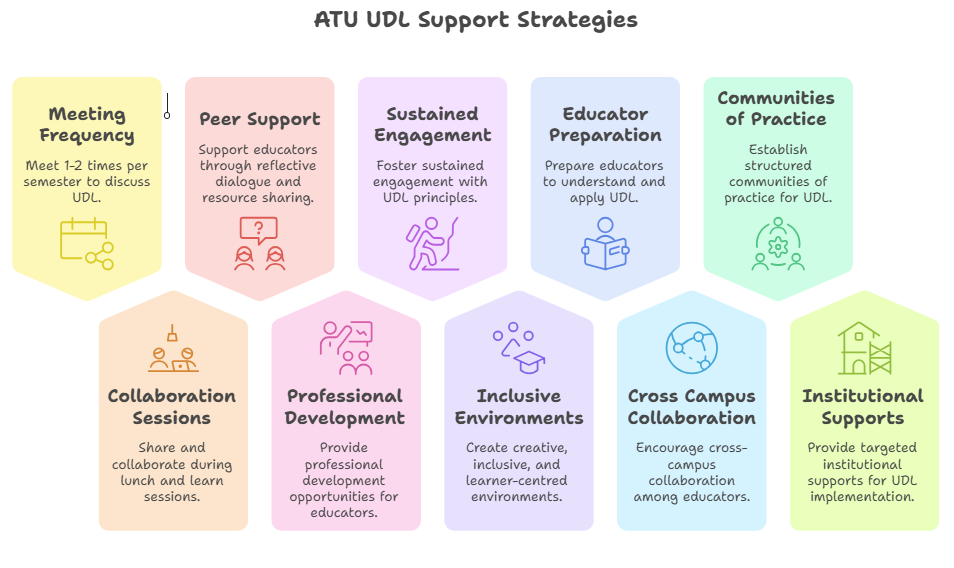 ATU UDL Support Strategies
Meeting
Frequency
Meet 1-2 times per
semester to discuss
UDL.
Peer Support
Support educators
through reflective
dialogue and
resource sharing.
Sustained
Engagement
Foster sustained
engagement with
UDL principles.
Educator
Preparation
Prepare educators
to understand and
apply UDL.
Communities
of Practice
Establish
structured
communities of
practice for UDL.
Collaboration
Sessions
Share and
collaborate during
lunch and learn
sessions.
Professional
Development
Provide
professional
development
opportunities for
educators.
Inclusive
Environments
Create creative,
inclusive, and
learner-centred
environments.
Cross Campus
Collaboration
Encourage cross-
campus
collaboration
among educators.
Institutional
Supports
Provide targeted
institutional
supports for UDL
implementation.